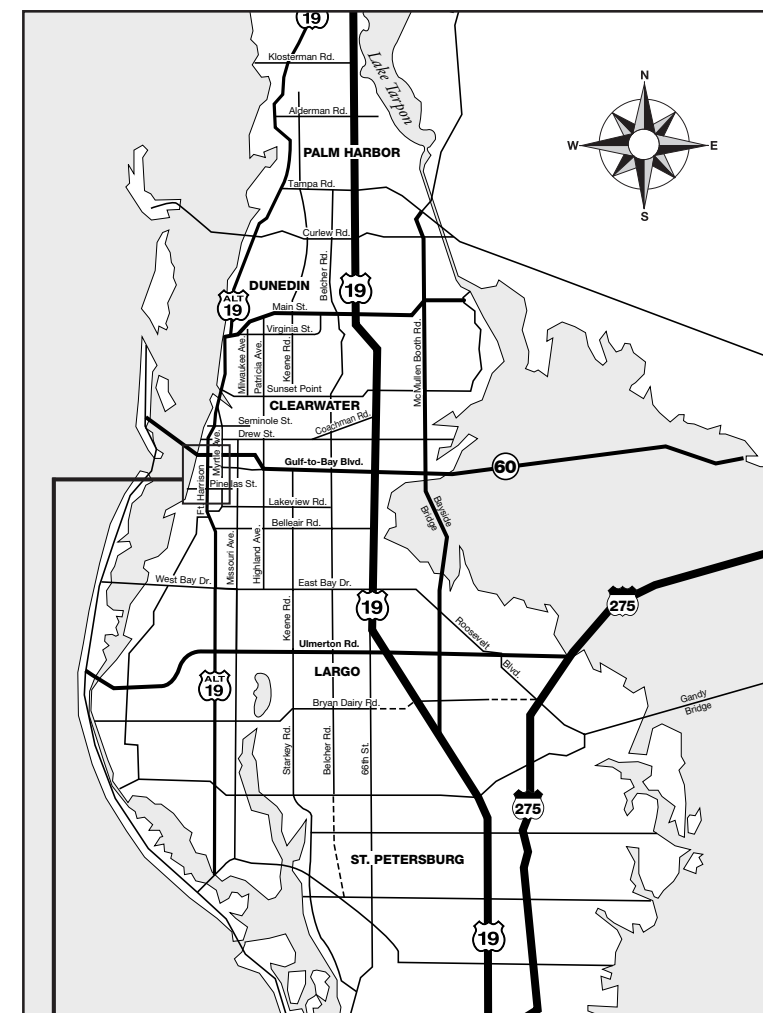 19
Klosterman Rd.
Lake Tarpon
N
Alderman Rd.
W
E
PALM HARBOR
Tampa Rd.
S
Curlew Rd.
Belcher Rd.
DUNEDIN
19
ALT
19
Main St.
Virginia St.
McMullen Booth Rd.
Milwaukee Ave.
Patricia Ave.
Keene Rd.
Sunset Point
CLEARWATER
Coachman Rd.
Seminole St.
Drew St.
Myrtle Ave.
Gulf-to-Bay Blvd.
60
Ft. Harrison
Pinellas St.
Lakeview Rd.
Bayside
Bridge
Belleair Rd.
Missouri Ave.
Highland Ave.
West Bay Dr.
East Bay Dr.
19
275
Keene Rd.
Roosevelt
Blvd.
Ulmerton Rd.
LARGO
ALT
19
Gandy
Bridge
Bryan Dairy Rd.
Starkey Rd.
Belcher Rd.
66th St.
275
ST. PETERSBURG
19